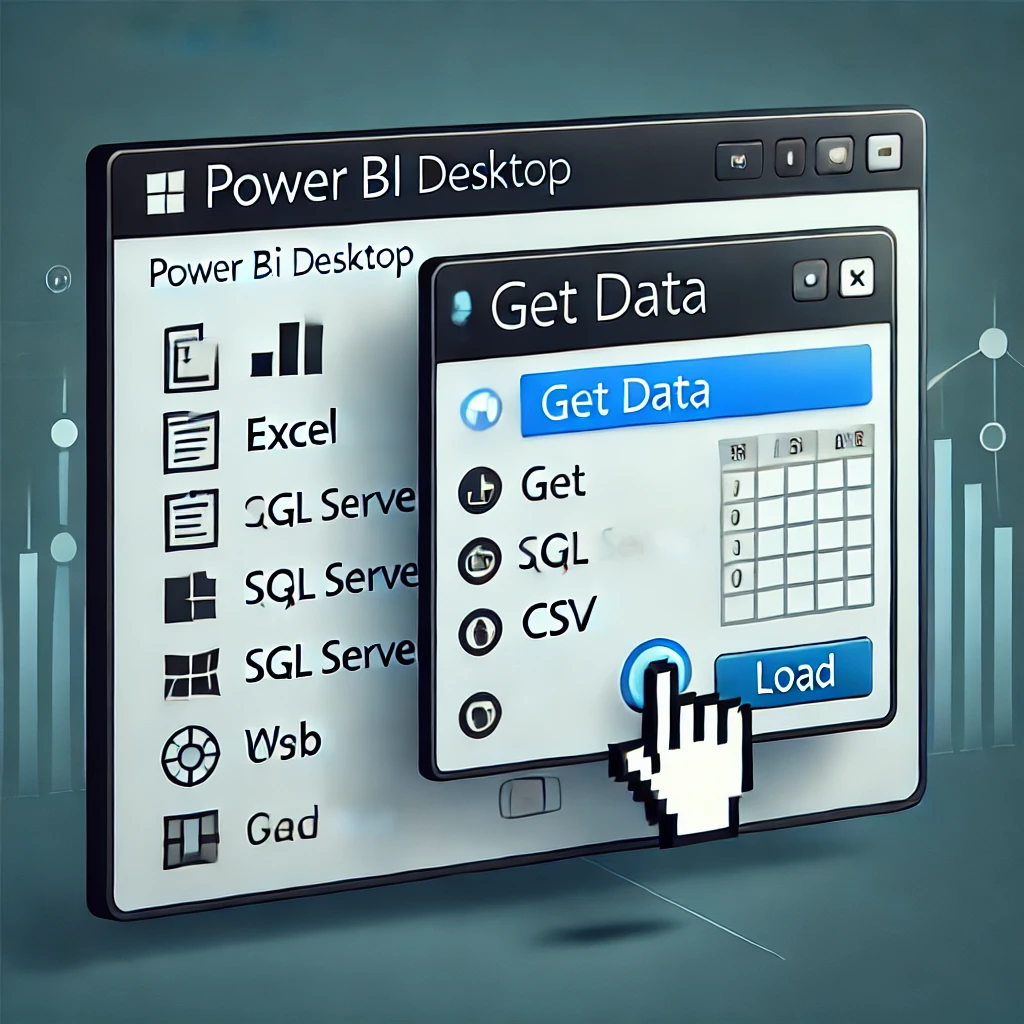 Power BI Desktop
Power Bi Desktop
Excel
SGL Serve
SQL Serve
SGL Serve
Wsb
Gad
Get Data
Get Data
Get
SGL
CSV
Load